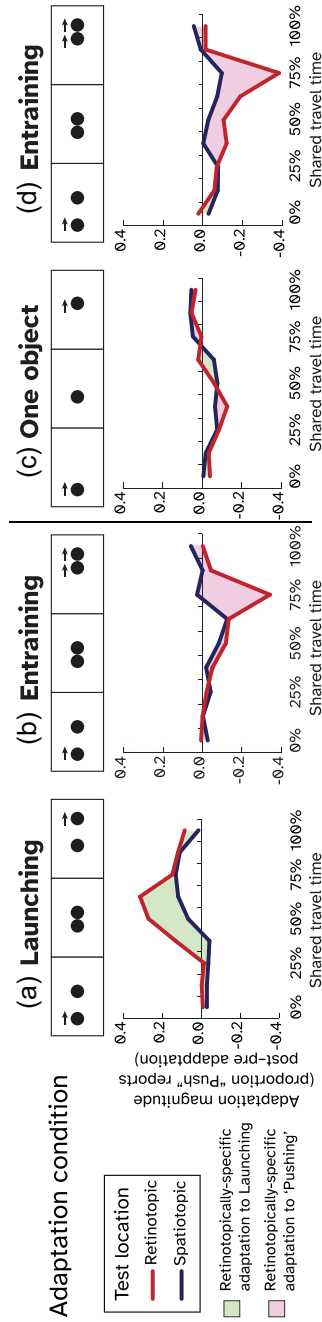 Adaptation condition
(a) Launching
(b) Entraining
(c) One object
(d) Entraining
Test location
Retinotopic
Spatiotopic
Retinotopically-specific
adaptation to Launching
Retinotopically-specific
adaptation to 'Pushing'
Adaptation magnitude
(proportion "Push" reports
post-pre adaptation)
0.4
0.2
0.0
-0.2
-0.4
0%
25%
50%
75%
100%
Shared travel time
0.4
0.2
0.0
-0.2
-0.4
0%
25%
50%
75%
100%
Shared travel time
0.4
0.2
0.0
-0.2
-0.4
0%
25%
50%
75%
100%
Shared travel time
0.4
0.2
0.0
-0.2
-0.4
0%
25%
50%
75%
100%
Shared travel time